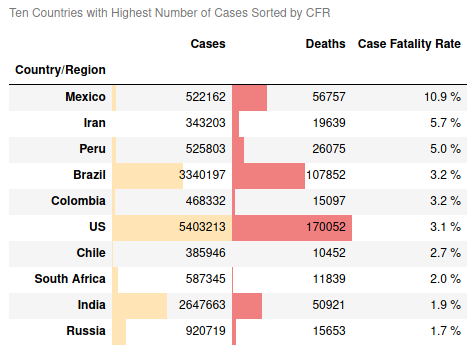 Ten Countries with Highest Number of Cases Sorted by CFR
Cases Deaths Case Fatality Rate
Country/Region
Mexico 522162 56757 10.9 %
Iran 343203 19639 5.7 %
Peru 525803 26075 5.0 %
Brazil 3340197 107852 3.2 %
Colombia 468332 15097 3.2 %
US 5403213 170052 3.1 %
Chile 385946 10452 2.7 %
South Africa 587345 11839 2.0 %
India 2647663 50921 1.9 %
Russia 920719 15653 1.7 %